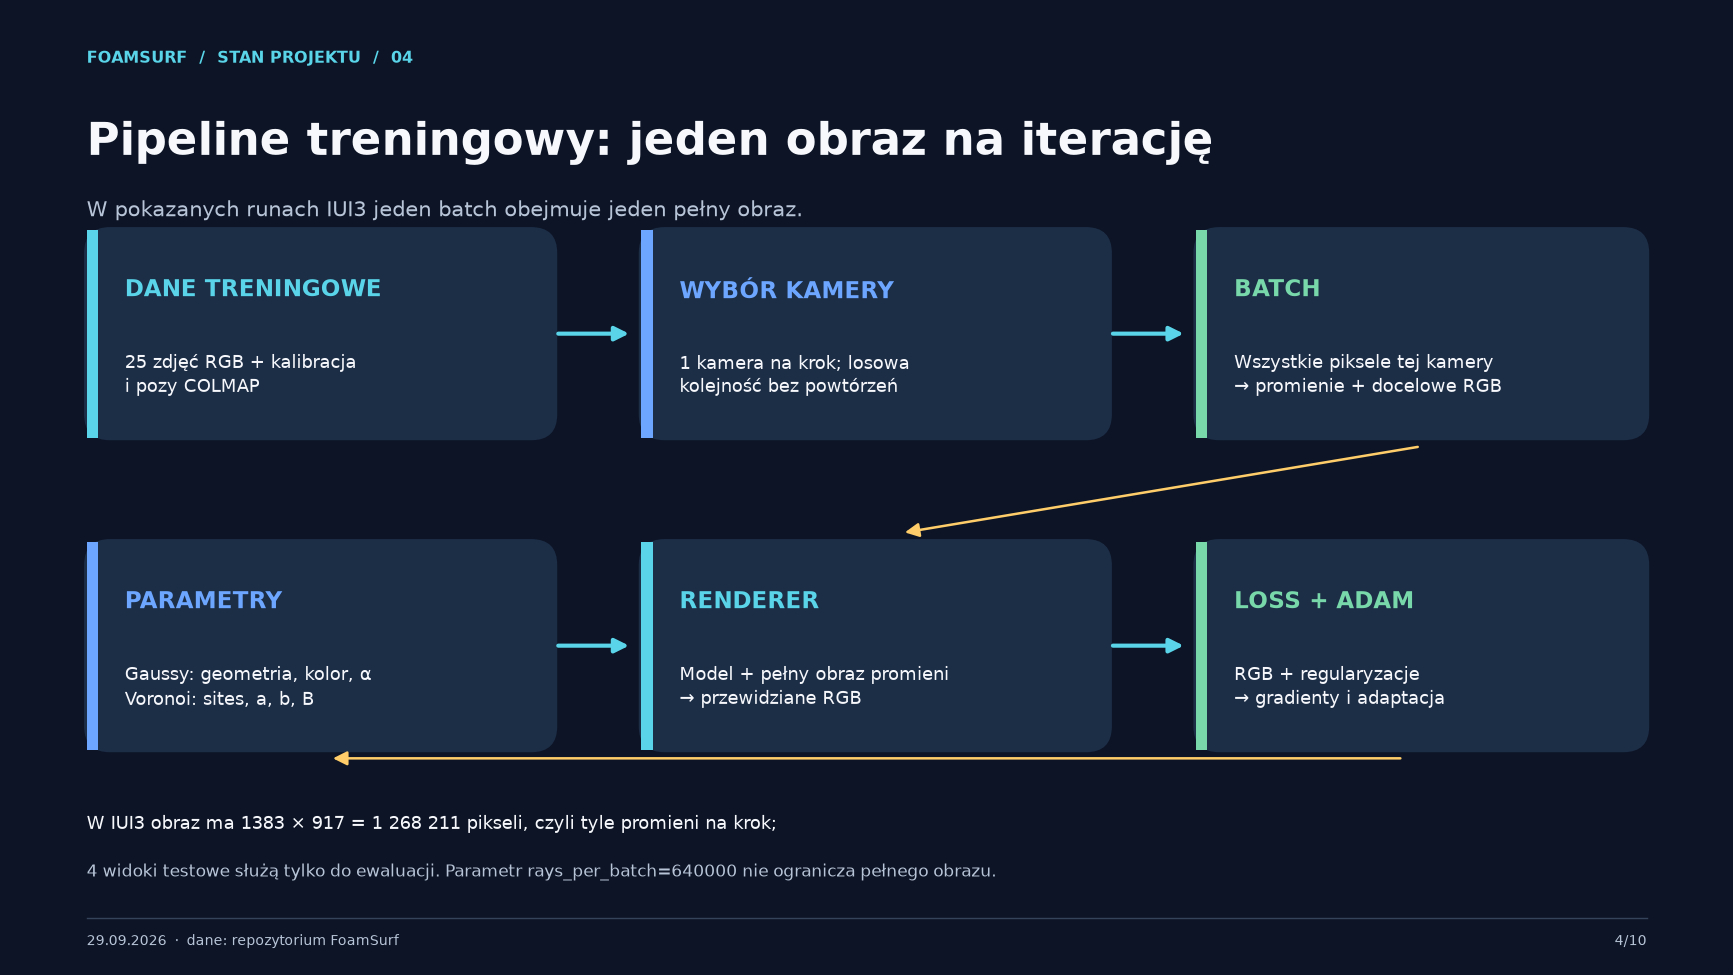 FOAMSURF / STAN PROJEKTU / 04
Pipeline treningowy: jeden obraz na iterację
W pokazanych runach IUI3 jeden batch obejmuje jeden pełny obraz.
DANE TRENINGOWE
25 zdjęć RGB + kalibracja
i pozy COLMAP
WYBÓR KAMERY
1 kamera na krok; losowa
kolejność bez powtórzeń
BATCH
Wszystkie piksele tej kamery
→ promienie + docelowe RGB
PARAMETRY
Gaussy: geometria, kolor, α
Voronoi: sites, a, b, B
RENDERER
Model + pełny obraz promieni
→ przewidziane RGB
LOSS + ADAM
RGB + regularyzacje
→ gradienty i adaptacja
W IUI3 obraz ma 1383 × 917 = 1 268 211 pikseli, czyli tyle promieni na krok;
4 widoki testowe służą tylko do ewaluacji. Parametr rays_per_batch=640000 nie ogranicza pełnego obrazu.
29.09.2026 · dane: repozytorium FoamSurf
4/10